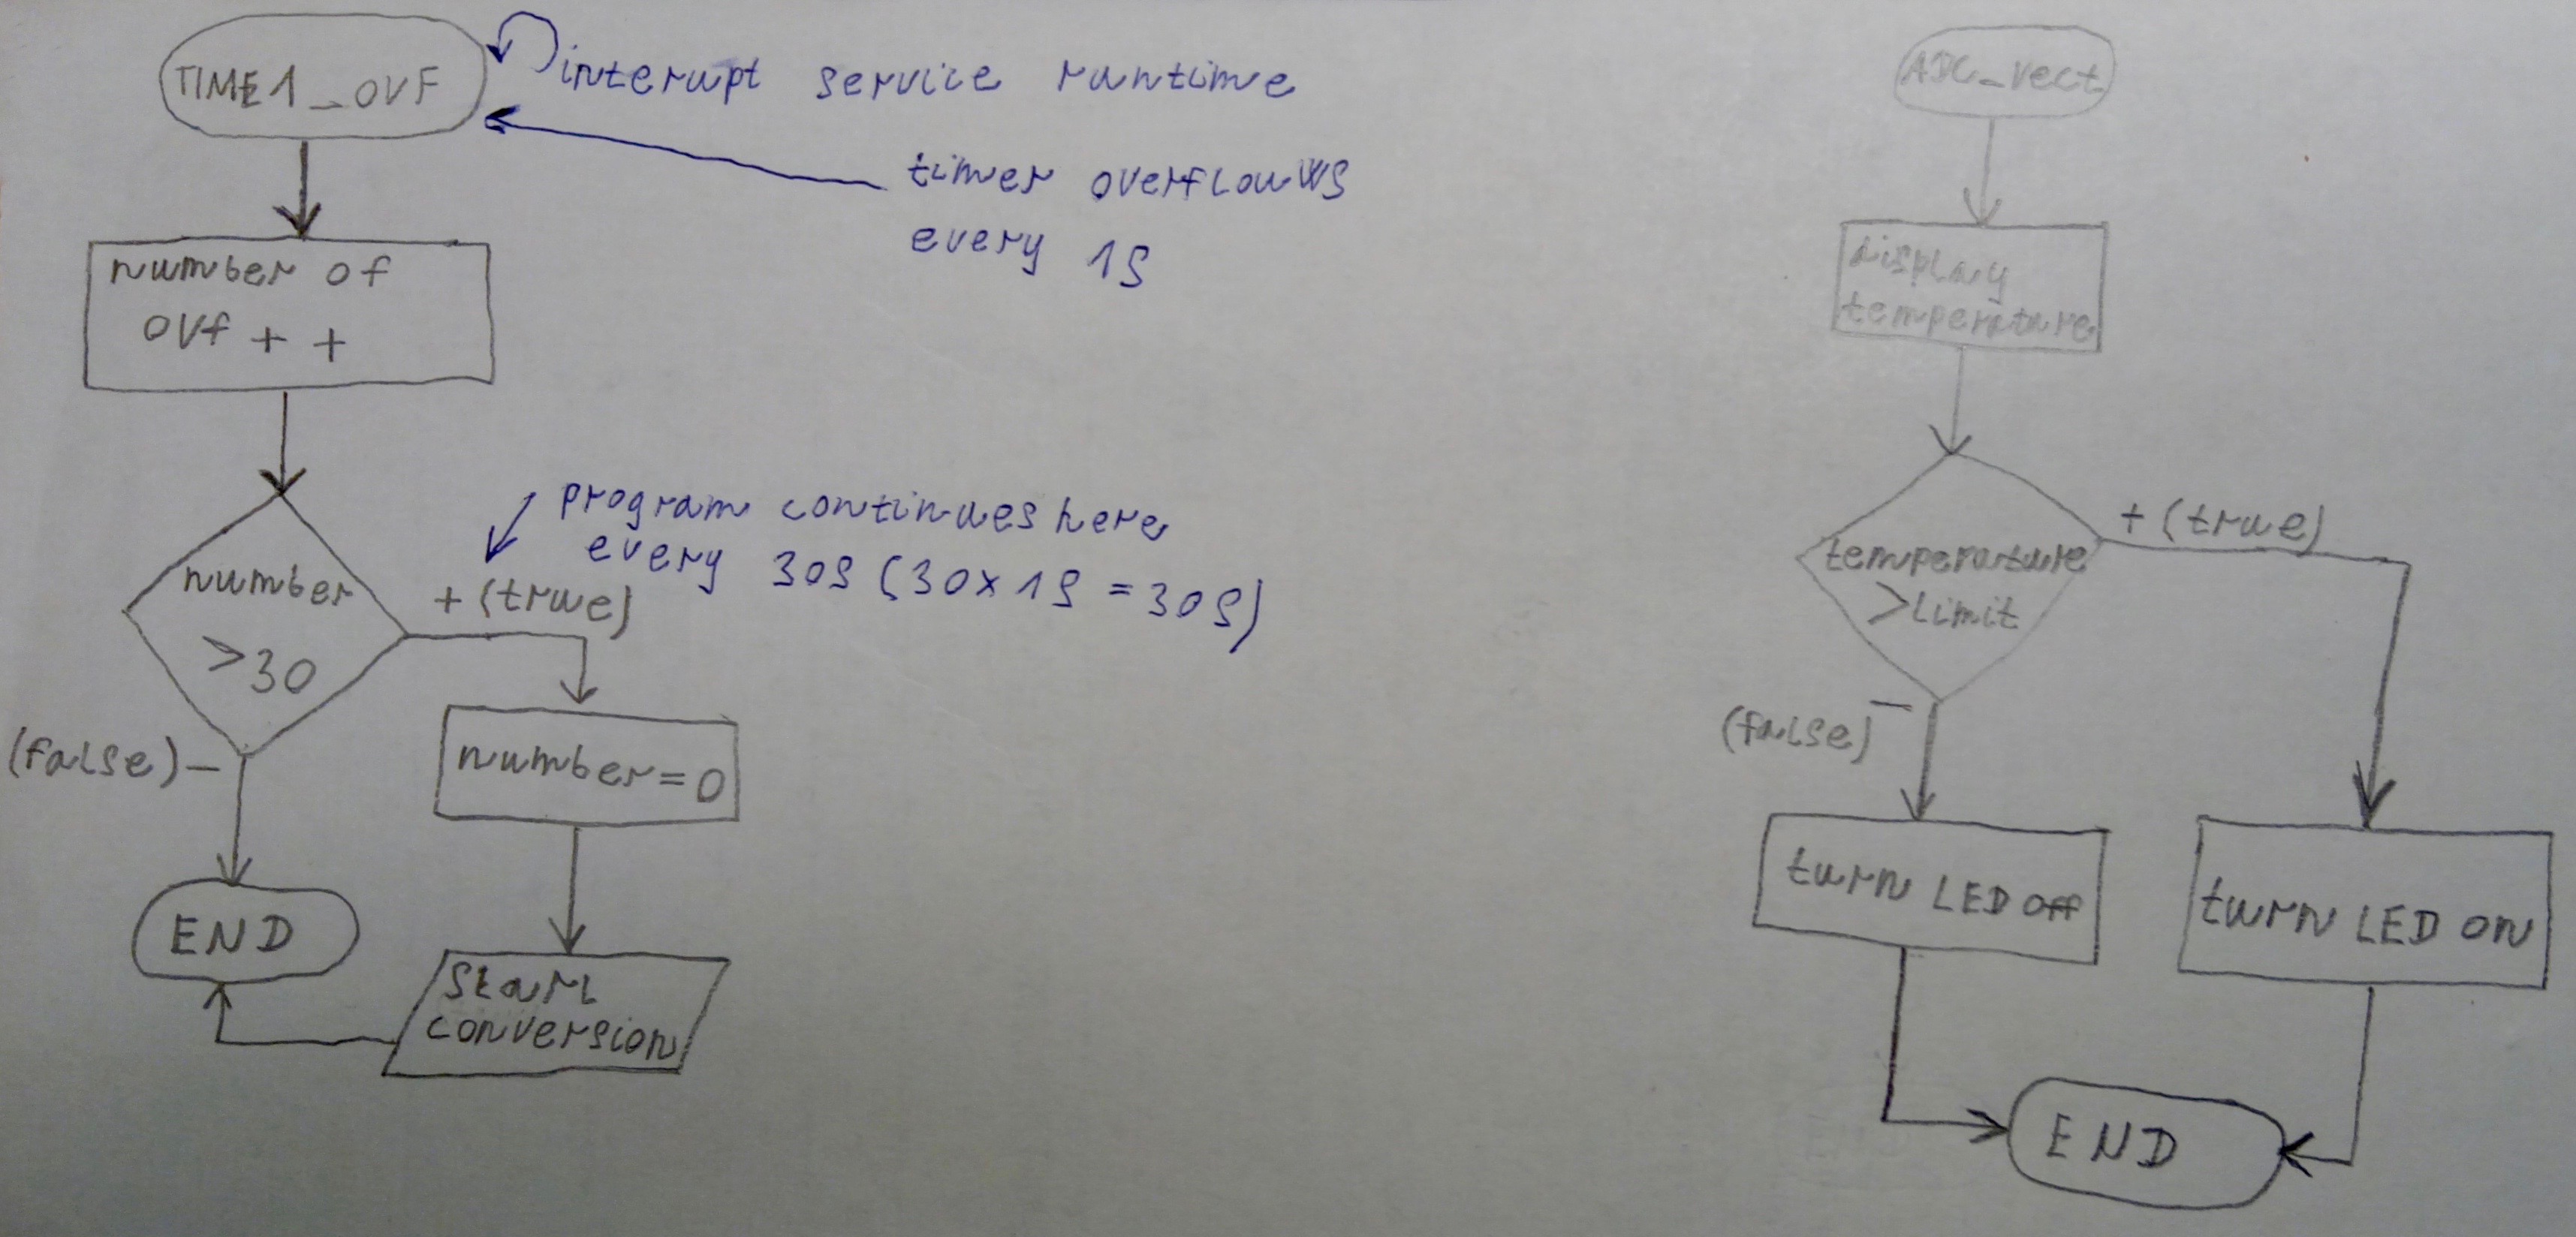 TIME1_OVF
interupt service runtime
timer overflouws
every 1s
number of
ovf + +
number
>30
+ (true)
program continues here
every 30s (30x1s = 30s)
(false) -
number=0
END
Start
conversion
ADC_vect
display
temperature
temperature
>limit
+ (true)
(false) -
turn LED off
turn LED on
END